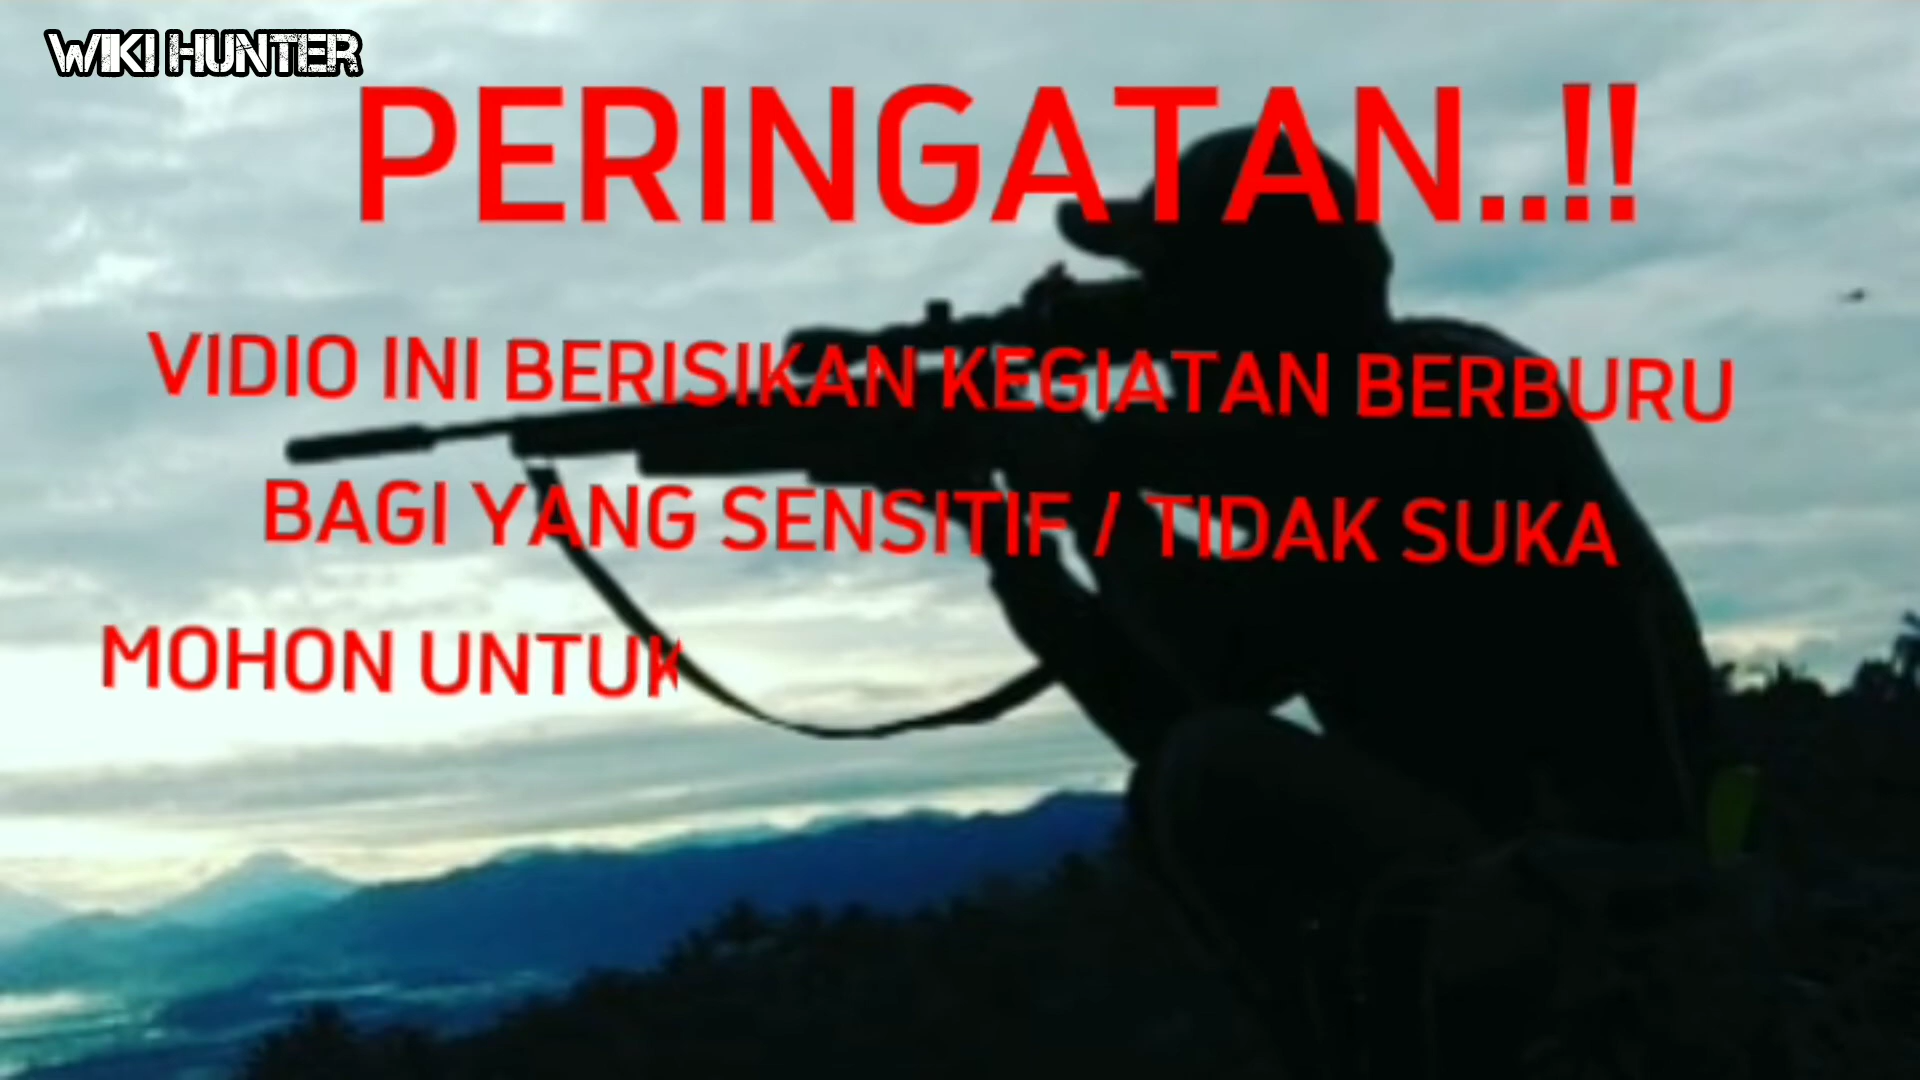 WIKI HUNTER
PERINGATAN..!!
VIDIO INI BERISIKAN KEGIATAN BERBURU
BAGI YANG SENSITIF / TIDAK SUKA
MOHON UNTUK